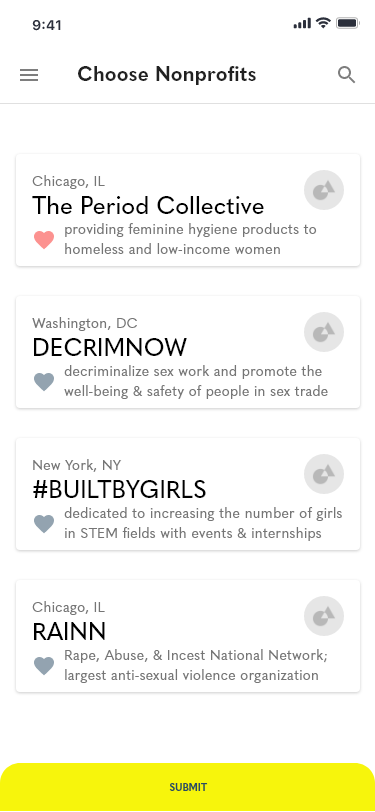 9:41
Choose Nonprofits
Chicago, IL
The Period Collective
providing feminine hygiene products to
homeless and low-income women
Washington, DC
DECRIMNOW
decriminalize sex work and promote the
well-being & safety of people in sex trade
New York, NY
#BUILTBYGIRLS
dedicated to increasing the number of girls
in STEM fields with events & internships
Chicago, IL
RAINN
Rape, Abuse, & Incest National Network;
largest anti-sexual violence organization
SUBMIT